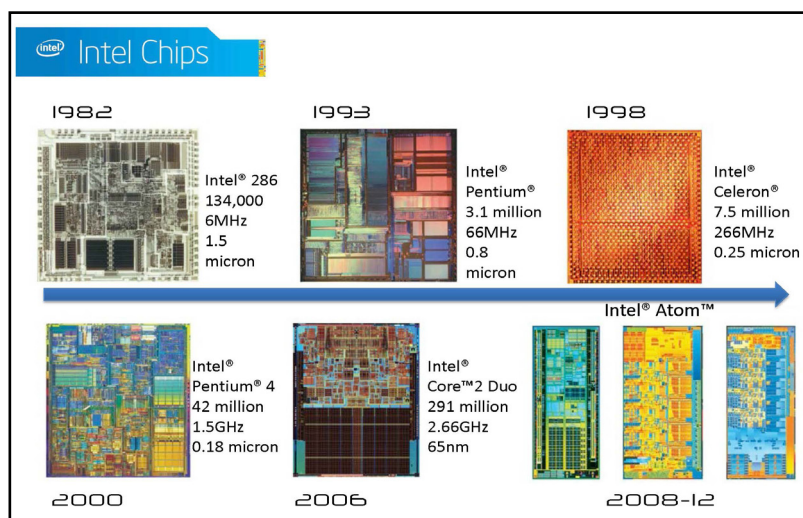 intel Intel Chips
1982
1993
1998
Intel® 286
134,000
6MHz
1.5
micron
Intel®
Pentium®
3.1 million
66MHz
0.8
micron
Intel®
Celeron®
7.5 million
266MHz
0.25 micron
Intel® Atom™
Intel®
Pentium® 4
42 million
1.5GHz
0.18 micron
Intel®
Core™2 Duo
291 million
2.66GHz
65nm
2000
2006
2008-12